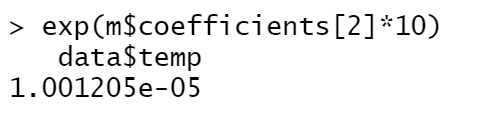 > exp(m$coefficients[2]*10)
data$temp
1.001205e-05